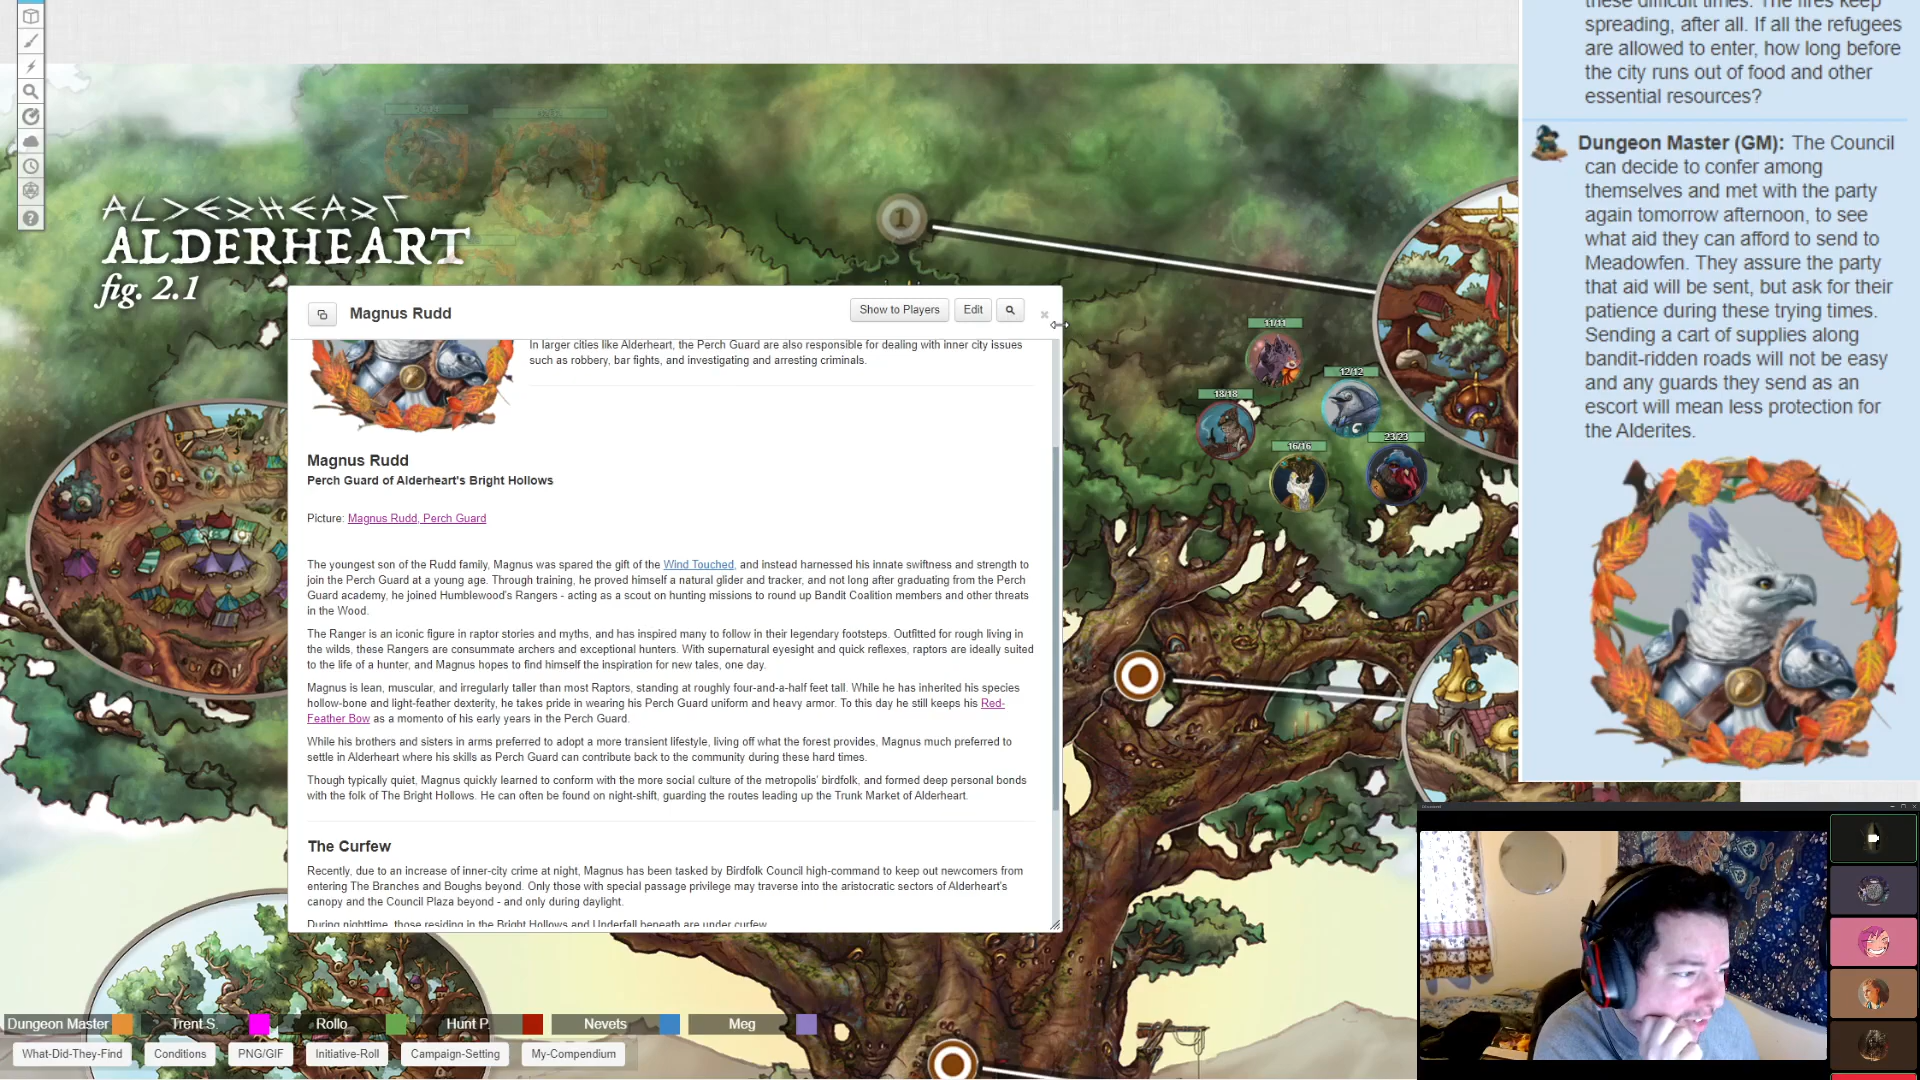 these difficult times. The fires keep
spreading, after all. If all the refugees
are allowed to enter, how long before
the city runs out of food and other
essential resources?
Dungeon Master (GM): The Council
can decide to confer among
themselves and met with the party
again tomorrow afternoon, to see
what aid they can afford to send to
Meadowfen. They assure the party
that aid will be sent, but ask for their
patience during these trying times.
Sending a cart of supplies along
bandit-ridden roads will not be easy
and any guards they send as an
escort will mean less protection for
the Alderites.
ALDERHEART
fig. 2.1
1
Magnus Rudd
Show to Players
Edit
In larger cities like Alderheart, the Perch Guard are also responsible for dealing with inner city issues
such as robbery, bar fights, and investigating and arresting criminals.
Magnus Rudd
Perch Guard of Alderheart's Bright Hollows
Picture: Magnus Rudd, Perch Guard
The youngest son of the Rudd family, Magnus was spared the gift of the Wind Touched, and instead harnessed his innate swiftness and strength to
join the Perch Guard at a young age. Through training, he proved himself a natural glider and tracker, and not long after graduating from the Perch
Guard academy, he joined Humblewood's Rangers - acting as a scout on hunting missions to round up Bandit Coalition members and other threats
in the Wood.
The Ranger is an iconic figure in raptor stories and myths, and has inspired many to follow in their legendary footsteps. Outfitted for rough living in
the wilds, these Rangers are consummate archers and exceptional hunters. With supernatural eyesight and quick reflexes, raptors are ideally suited
to the life of a hunter, and Magnus hopes to find himself the inspiration for new tales, one day.
Magnus is lean, muscular, and irregularly taller than most Raptors, standing at roughly four-and-a-half feet tall. While he has inherited his species
hollow-bone and light-feather dexterity, he takes pride in wearing his Perch Guard uniform and heavy armor. To this day he still keeps his Red-
Feather Bow as a momento of his early years in the Perch Guard.
While his brothers and sisters in arms preferred to adopt a more transient lifestyle, living off what the forest provides, Magnus much preferred to
settle in Alderheart where his skills as Perch Guard can contribute back to the community during these hard times.
Though typically quiet, Magnus quickly learned to conform with the more social culture of the metropolis' birdfolk, and formed deep personal bonds
with the folk of The Bright Hollows. He can often be found on night-shift, guarding the routes leading up the Trunk Market of Alderheart.
The Curfew
Recently, due to an increase of inner-city crime at night, Magnus has been tasked by Birdfolk Council high-command to keep out newcomers from
entering The Branches and Boughs beyond. Only those with special passage privilege may traverse into the aristocratic sectors of Alderheart's
canopy and the Council Plaza beyond - and only during daylight.
During nighttime, those residing in the Bright Hollows and Underfall beneath are under curfew.
11/11
12/12
18/18
23/23
16/16
Dungeon Master
Trent S
Rollo
Hunt P.
Nevets
Meg
What-Did-They-Find
Conditions
PNG/GIF
Initiative-Roll
Campaign-Setting
My-Compendium